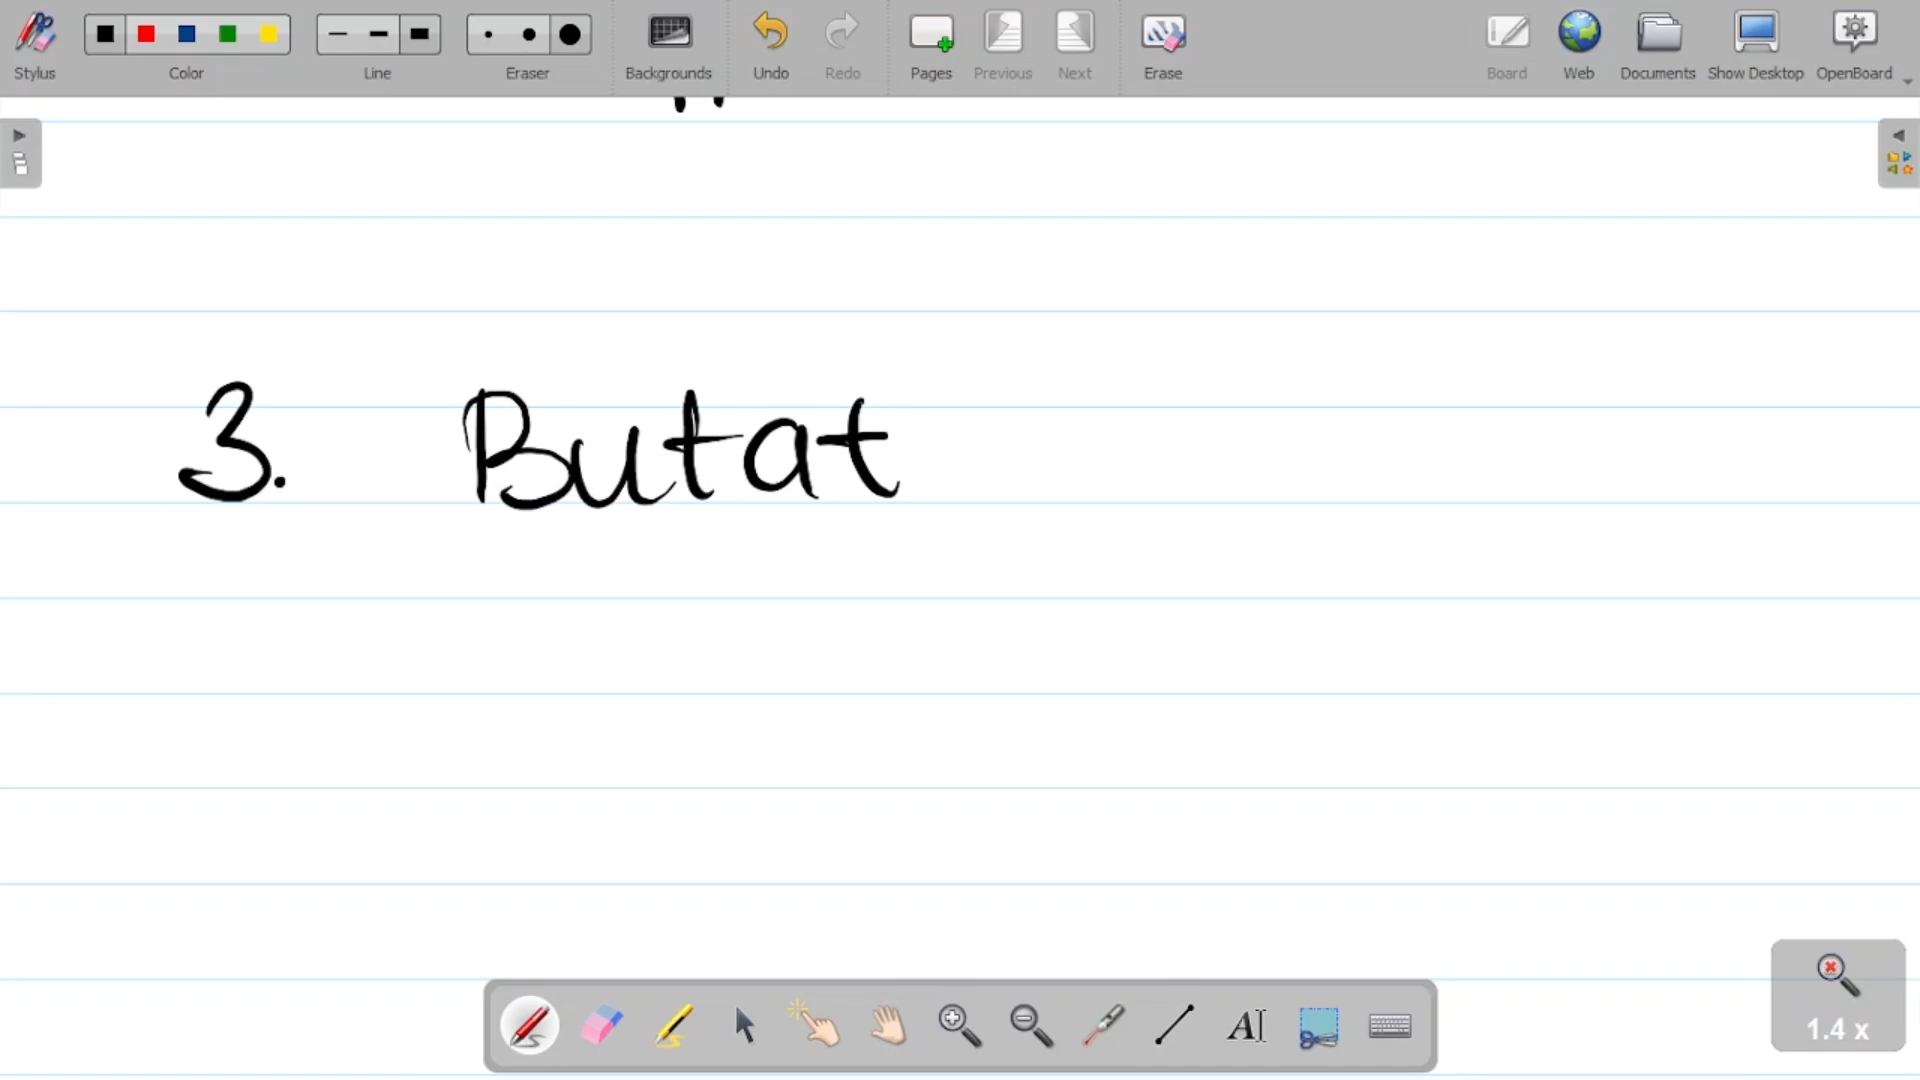 Stylus Color Line Eraser Backgrounds Undo Redo Pages Previous Next Erase Board Web Documents Show Desktop OpenBoard
3. Butat
1.4 x